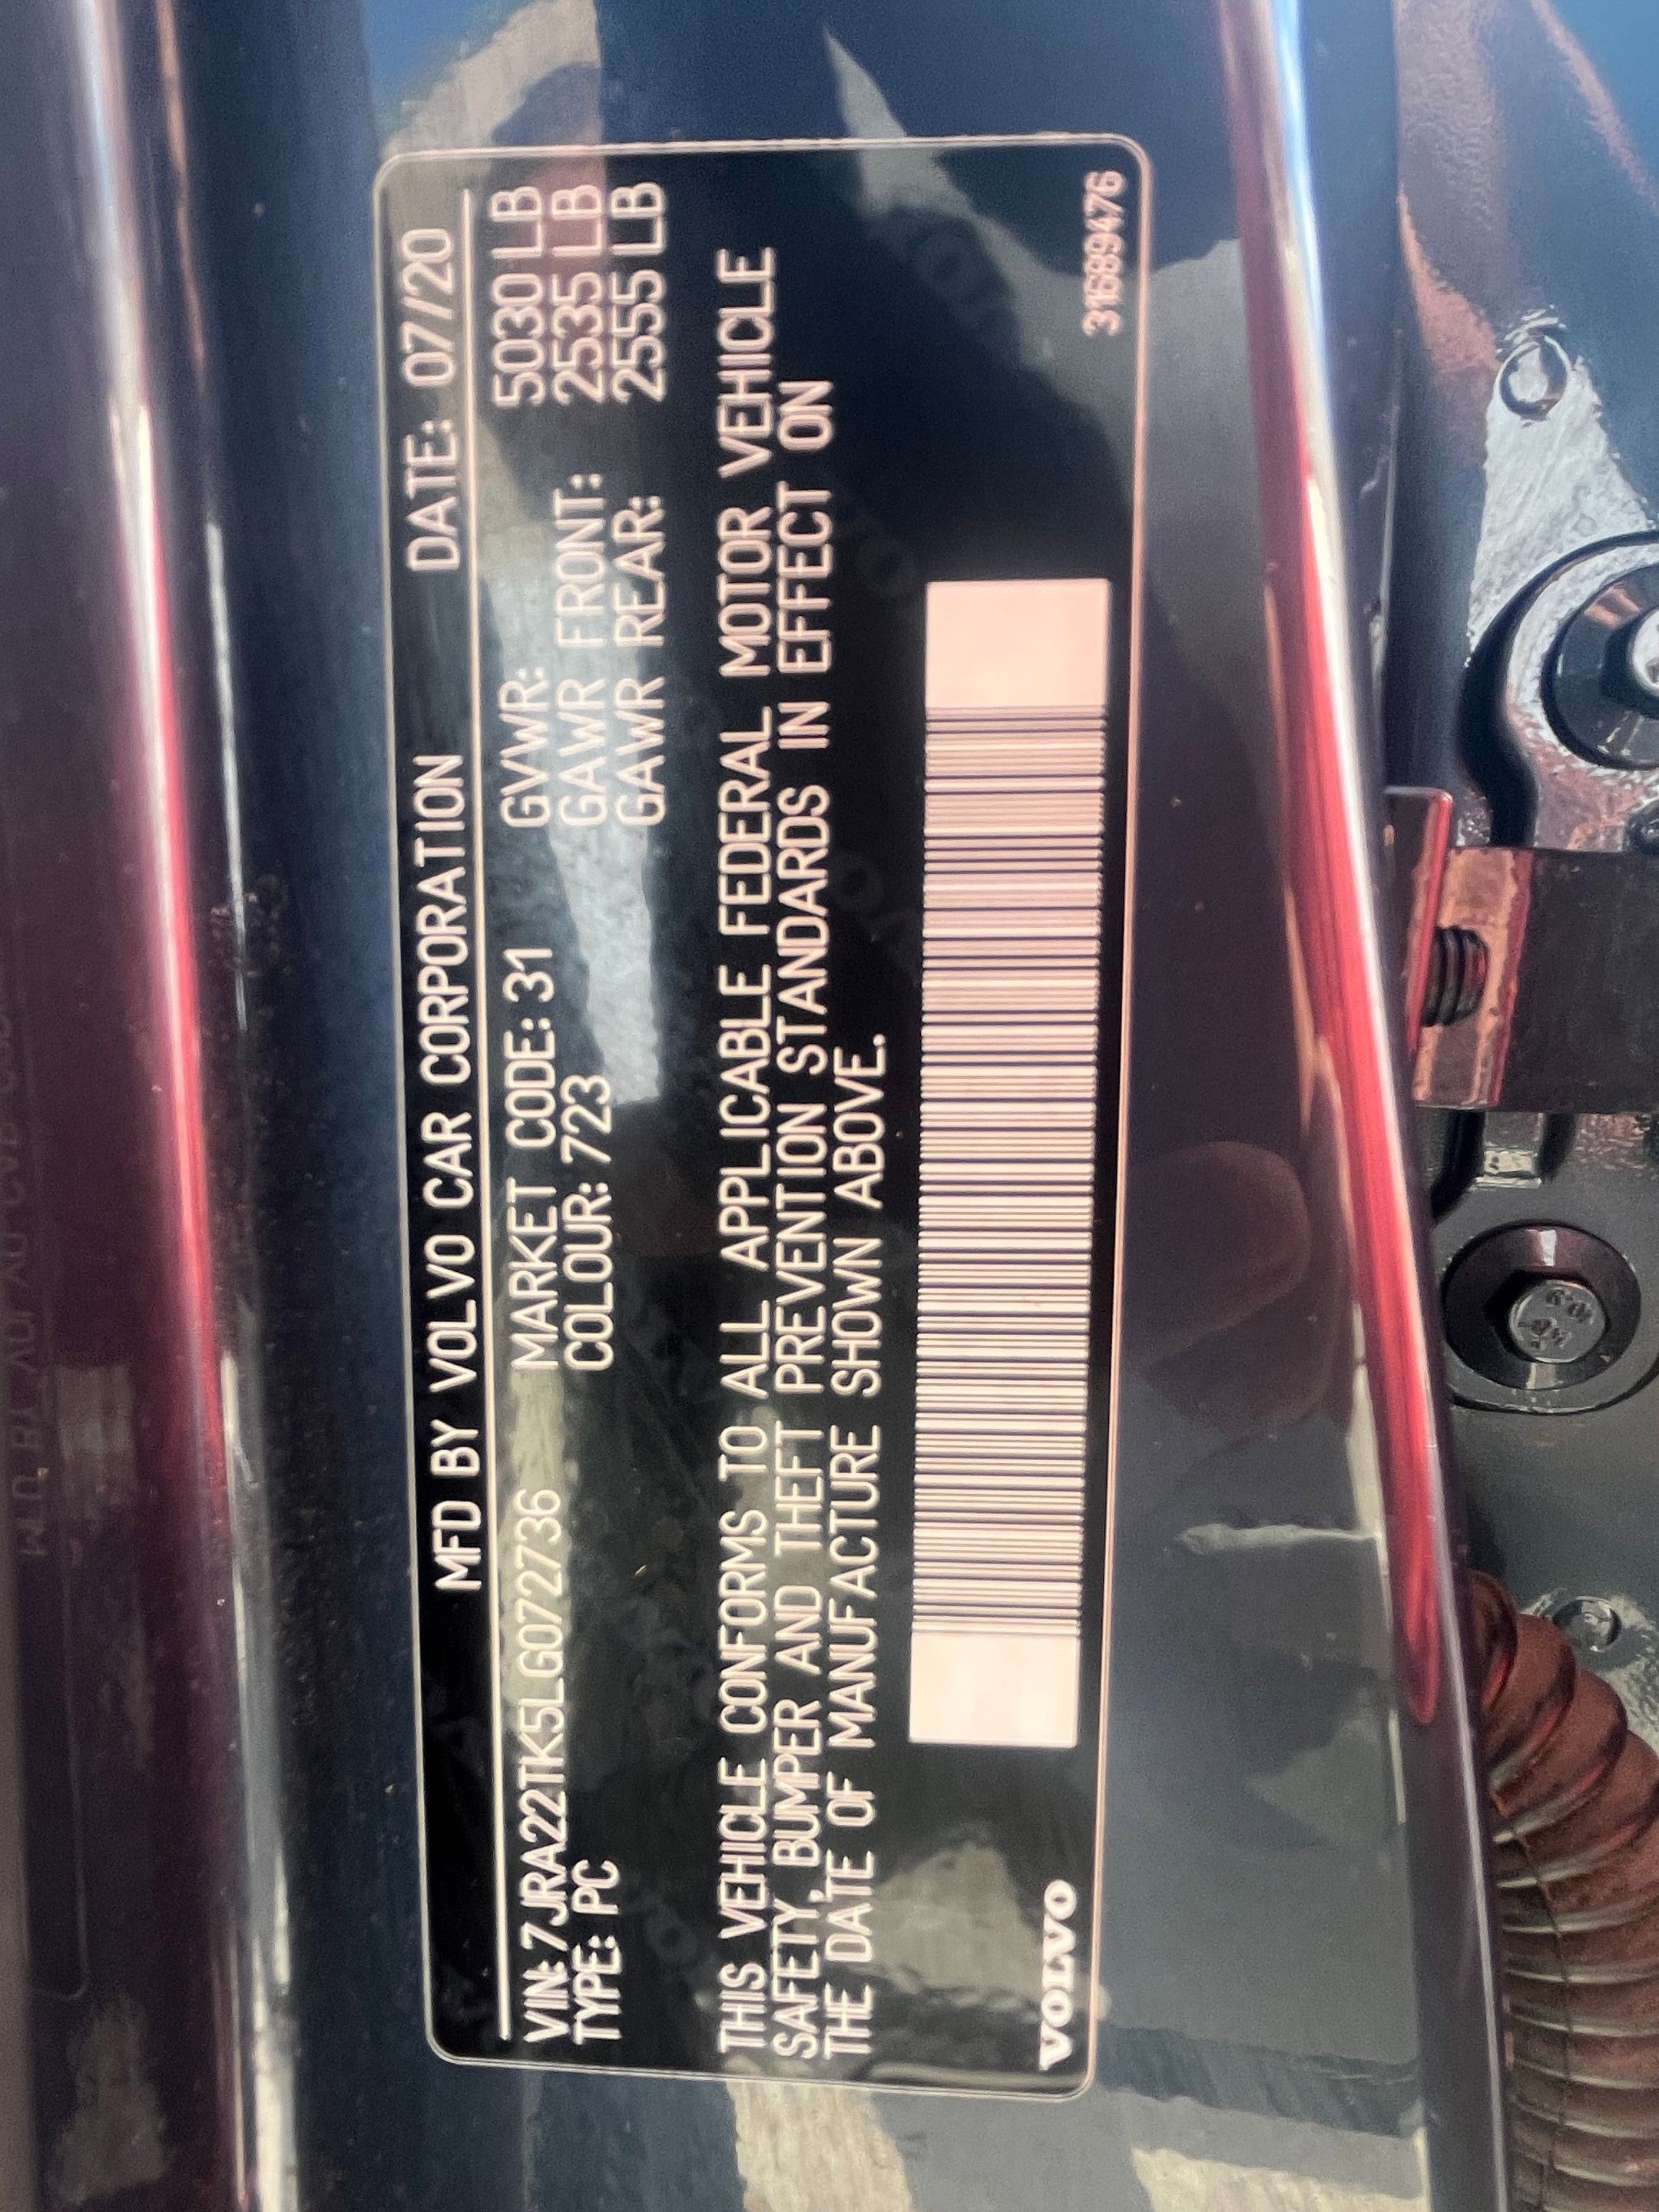 MFD BY VOLVO CAR CORPORATION DATE: 07/20
VIN: 7JRA22TK5LG072736 MARKET CODE: 31 GVWR: 5030 LB
TYPE: PC COLOUR: 723 GAWR FRONT: 2535 LB
GAWR REAR: 2555 LB
THIS VEHICLE CONFORMS TO ALL APPLICABLE FEDERAL MOTOR VEHICLE
SAFETY, BUMPER AND THEFT PREVENTION STANDARDS IN EFFECT ON
THE DATE OF MANUFACTURE SHOWN ABOVE.
VOLVO 31689476
10.9